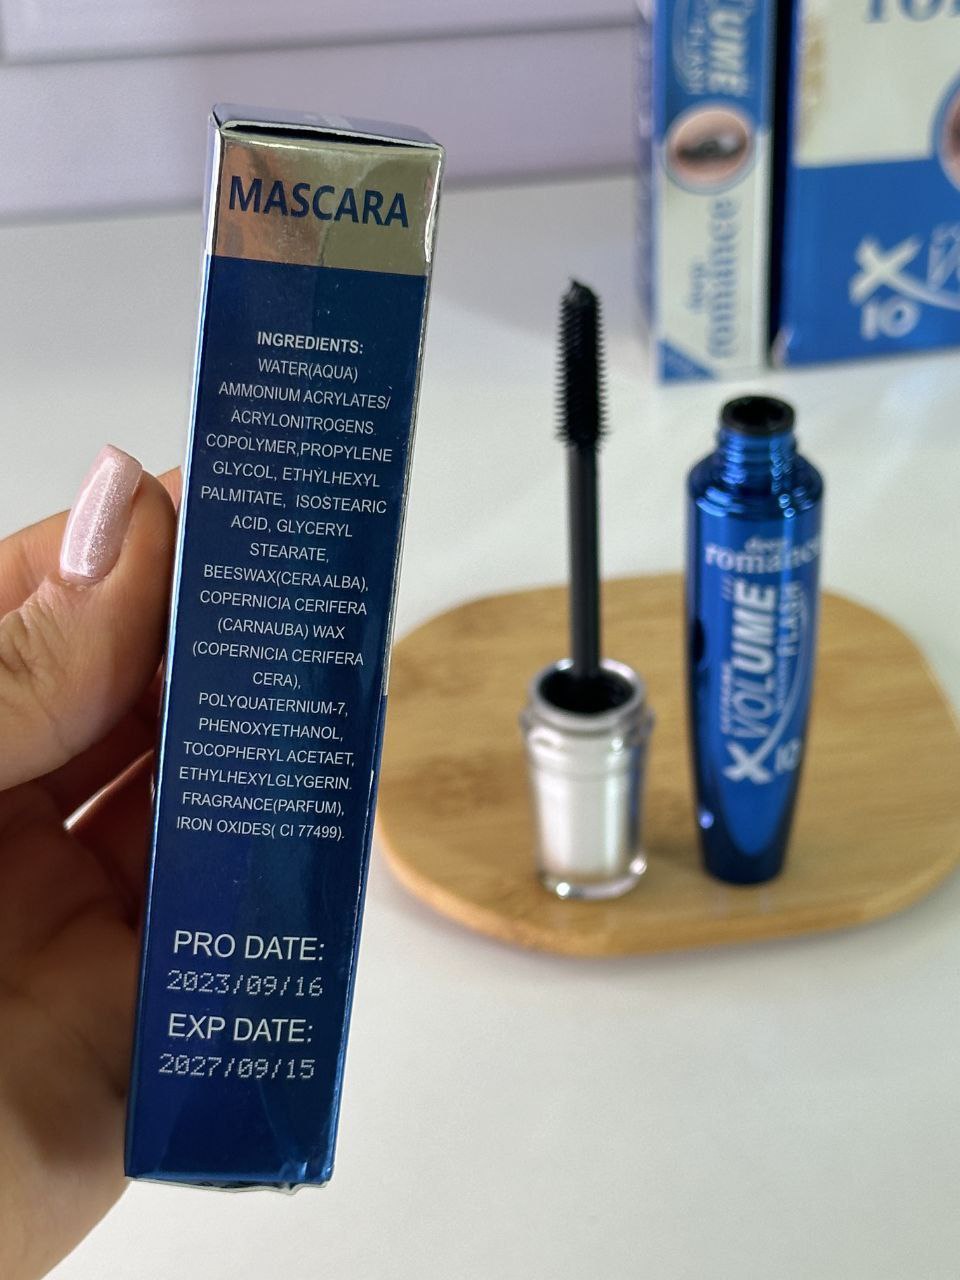 MASCARA
INGREDIENTS:
WATER(AQUA)
AMMONIUM ACRYLATES/
ACRYLONITROGENS
COPOLYMER,PROPYLENE
GLYCOL, ETHYLHEXYL
PALMITATE, ISOSTEARIC
ACID, GLYCERYL
STEARATE,
BEESWAX(CERA ALBA),
COPERNICIA CERIFERA
(CARNAUBA) WAX
(COPERNICIA CERIFERA
CERA),
POLYQUATERNIUM-7,
PHENOXYETHANOL,
TOCOPHERYL ACETAET,
ETHYLHEXYLGLYGERIN.
FRAGRANCE(PARFUM),
IRON OXIDES( CI 77499).
PRO DATE:
2023/09/16
EXP DATE:
2027/09/15
romance
VOLUME
FLASH
X
10
romance
X
10